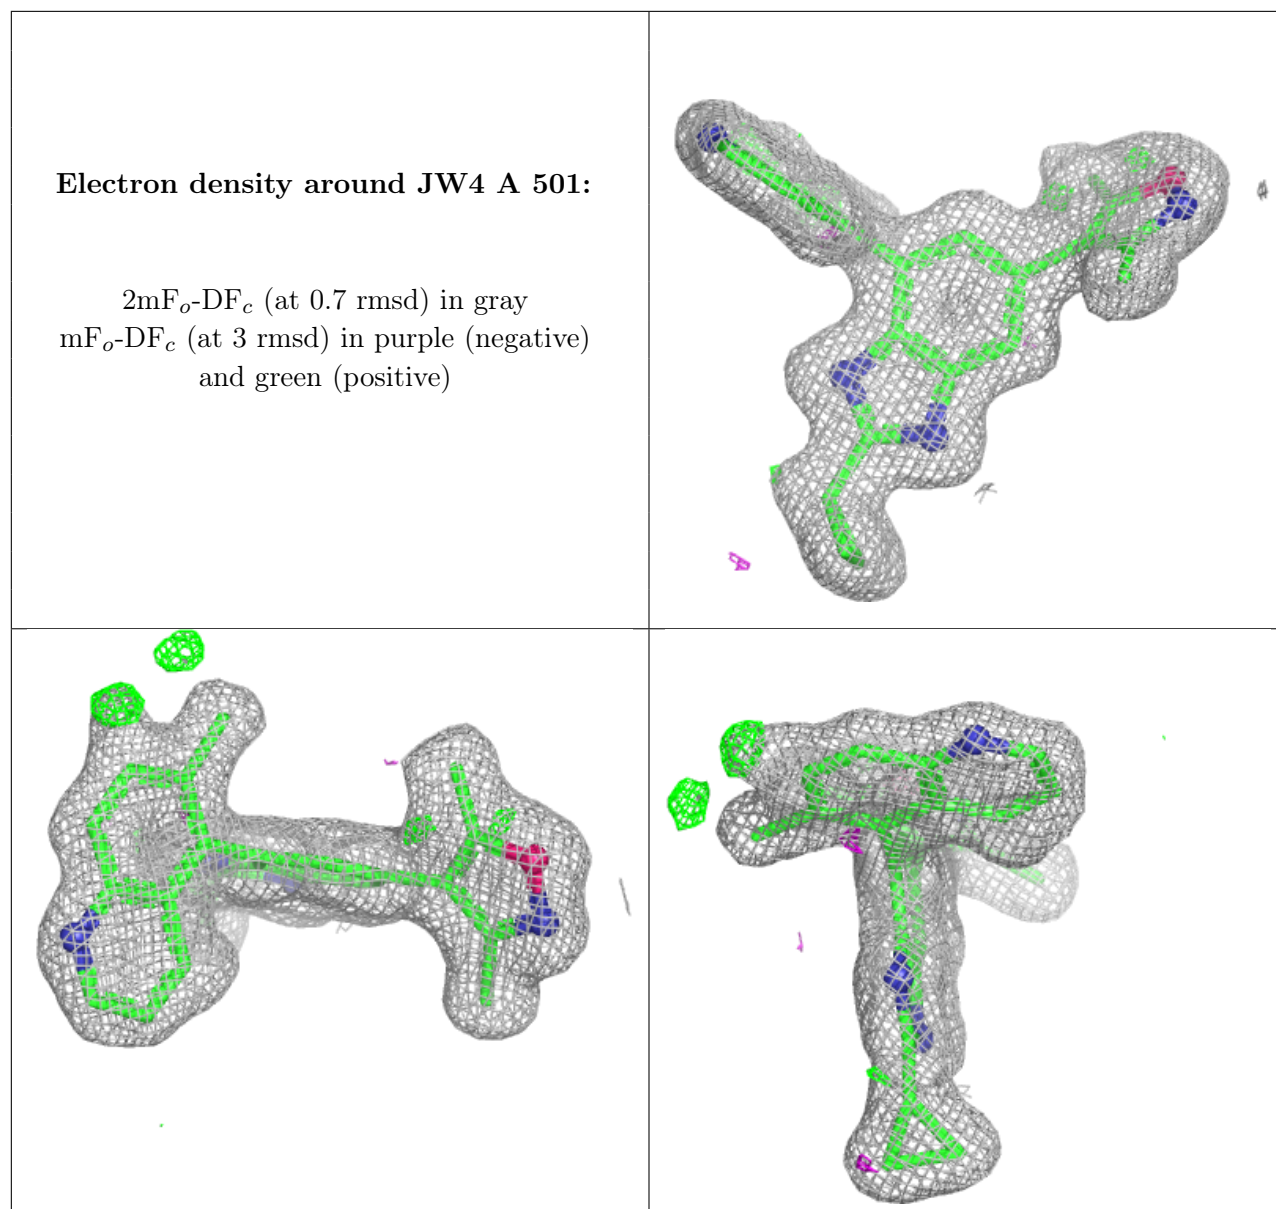 Electron density around JW4 A 501:
2mFo-DFc (at 0.7 rmsd) in gray
mFo-DFc (at 3 rmsd) in purple (negative)
and green (positive)